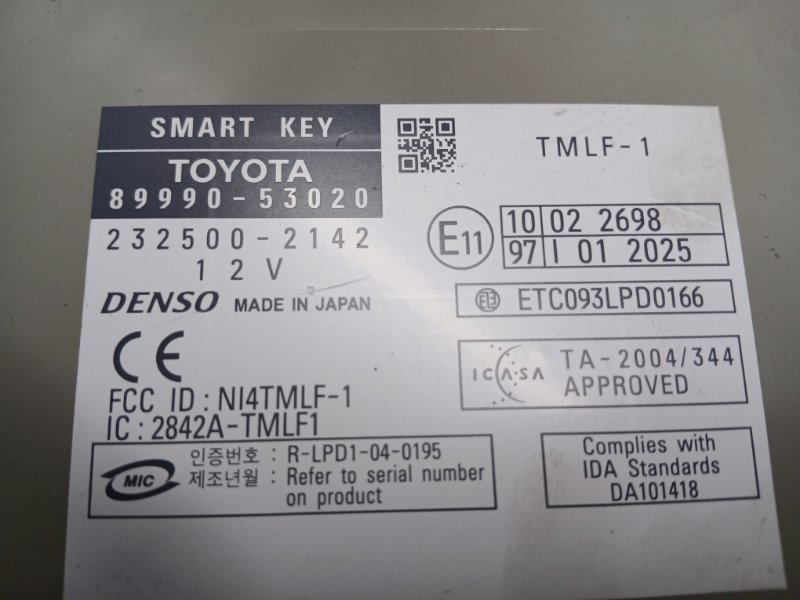 SMART KEY
TOYOTA
89990-53020
232500-2142
12V
DENSO MADE IN JAPAN
CE
FCC ID : NI4TMLF-1
IC : 2842A-TMLF1
MIC
인증번호 : R-LPD1-04-0195
제조년월 : Refer to serial number
on product
TMLF-1
E11
10 02 2698
97 I 01 2025
ETC093LPD0166
ICASA
TA-2004/344
APPROVED
Complies with
IDA Standards
DA101418